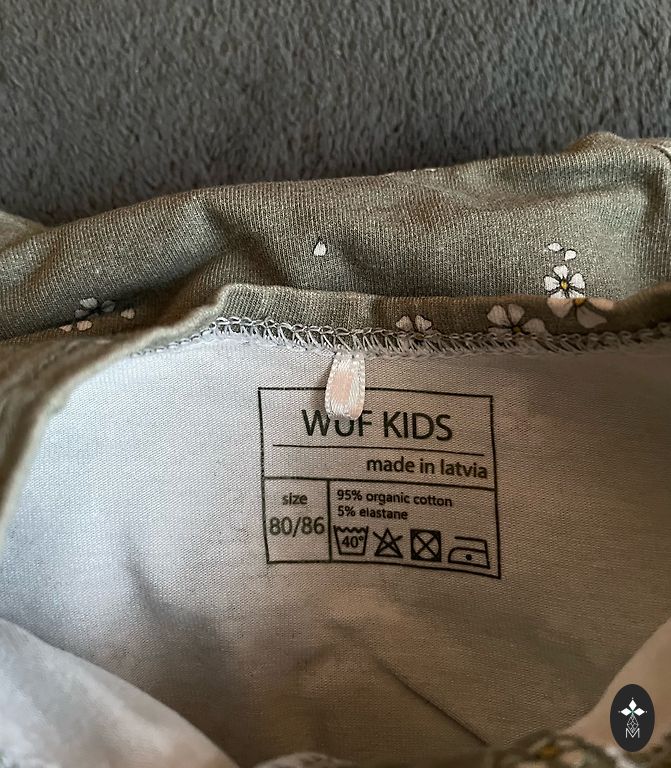 WUF KIDS
made in latvia
size
80/86
95% organic cotton
5% elastane
40°
M